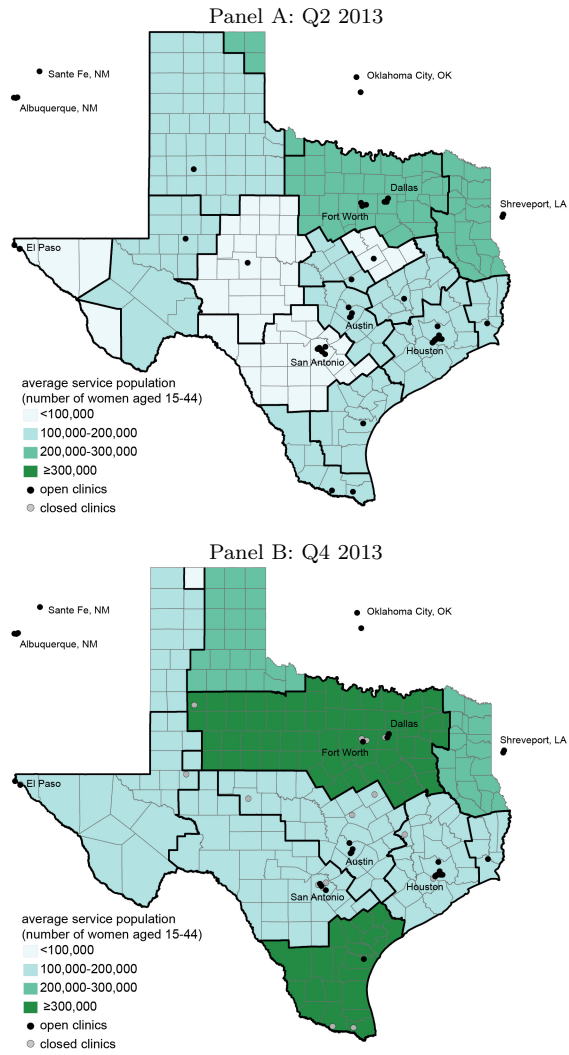 Panel A: Q2 2013
Santa Fe, NM
Oklahoma City, OK
Albuquerque, NM
Dallas
Shreveport, LA
Fort Worth
El Paso
Austin
Houston
San Antonio
average service population
(number of women aged 15-44)
<100,000
100,000-200,000
200,000-300,000
≥300,000
open clinics
closed clinics
Panel B: Q4 2013
Santa Fe, NM
Oklahoma City, OK
Albuquerque, NM
Dallas
Shreveport, LA
Fort Worth
El Paso
Austin
Houston
San Antonio
average service population
(number of women aged 15-44)
<100,000
100,000-200,000
200,000-300,000
≥300,000
open clinics
closed clinics